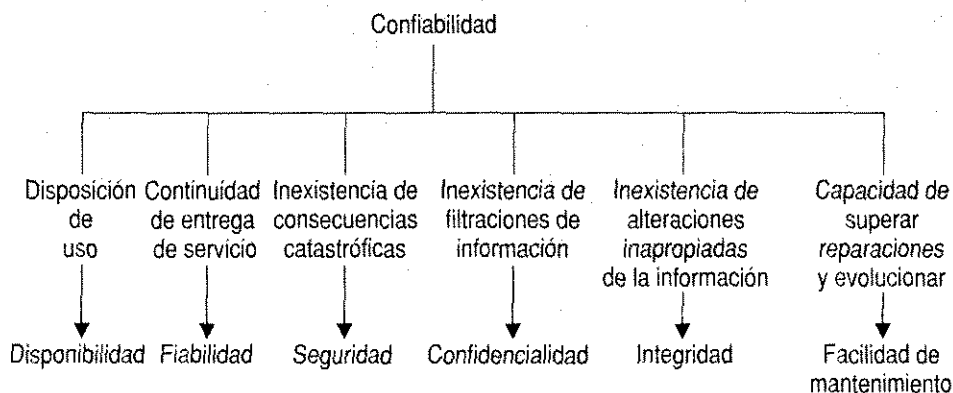 Confiabilidad
Disposición
de
uso
Continuidad
de entrega
de servicio
Inexistencia de
consecuencias
catastróficas
Inexistencia de
filtraciones de
información
Inexistencia de
alteraciones
inapropiadas
de la información
Capacidad de
superar
reparaciones
y evolucionar
Disponibilidad
Fiabilidad
Seguridad
Confidencialidad
Integridad
Facilidad de
mantenimiento